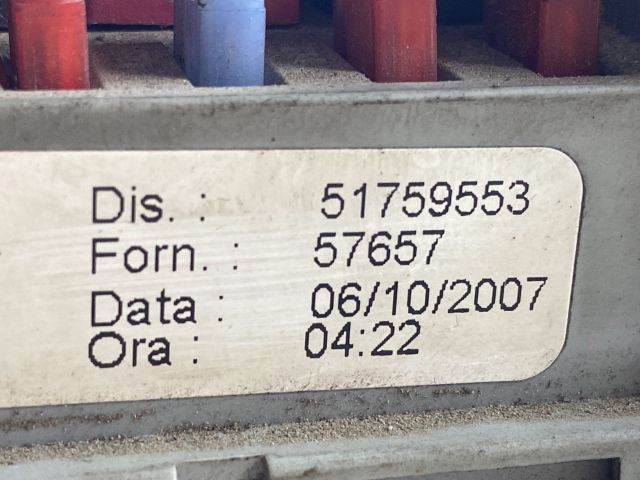 Dis. : 51759553
Forn. : 57657
Data : 06/10/2007
Ora : 04:22